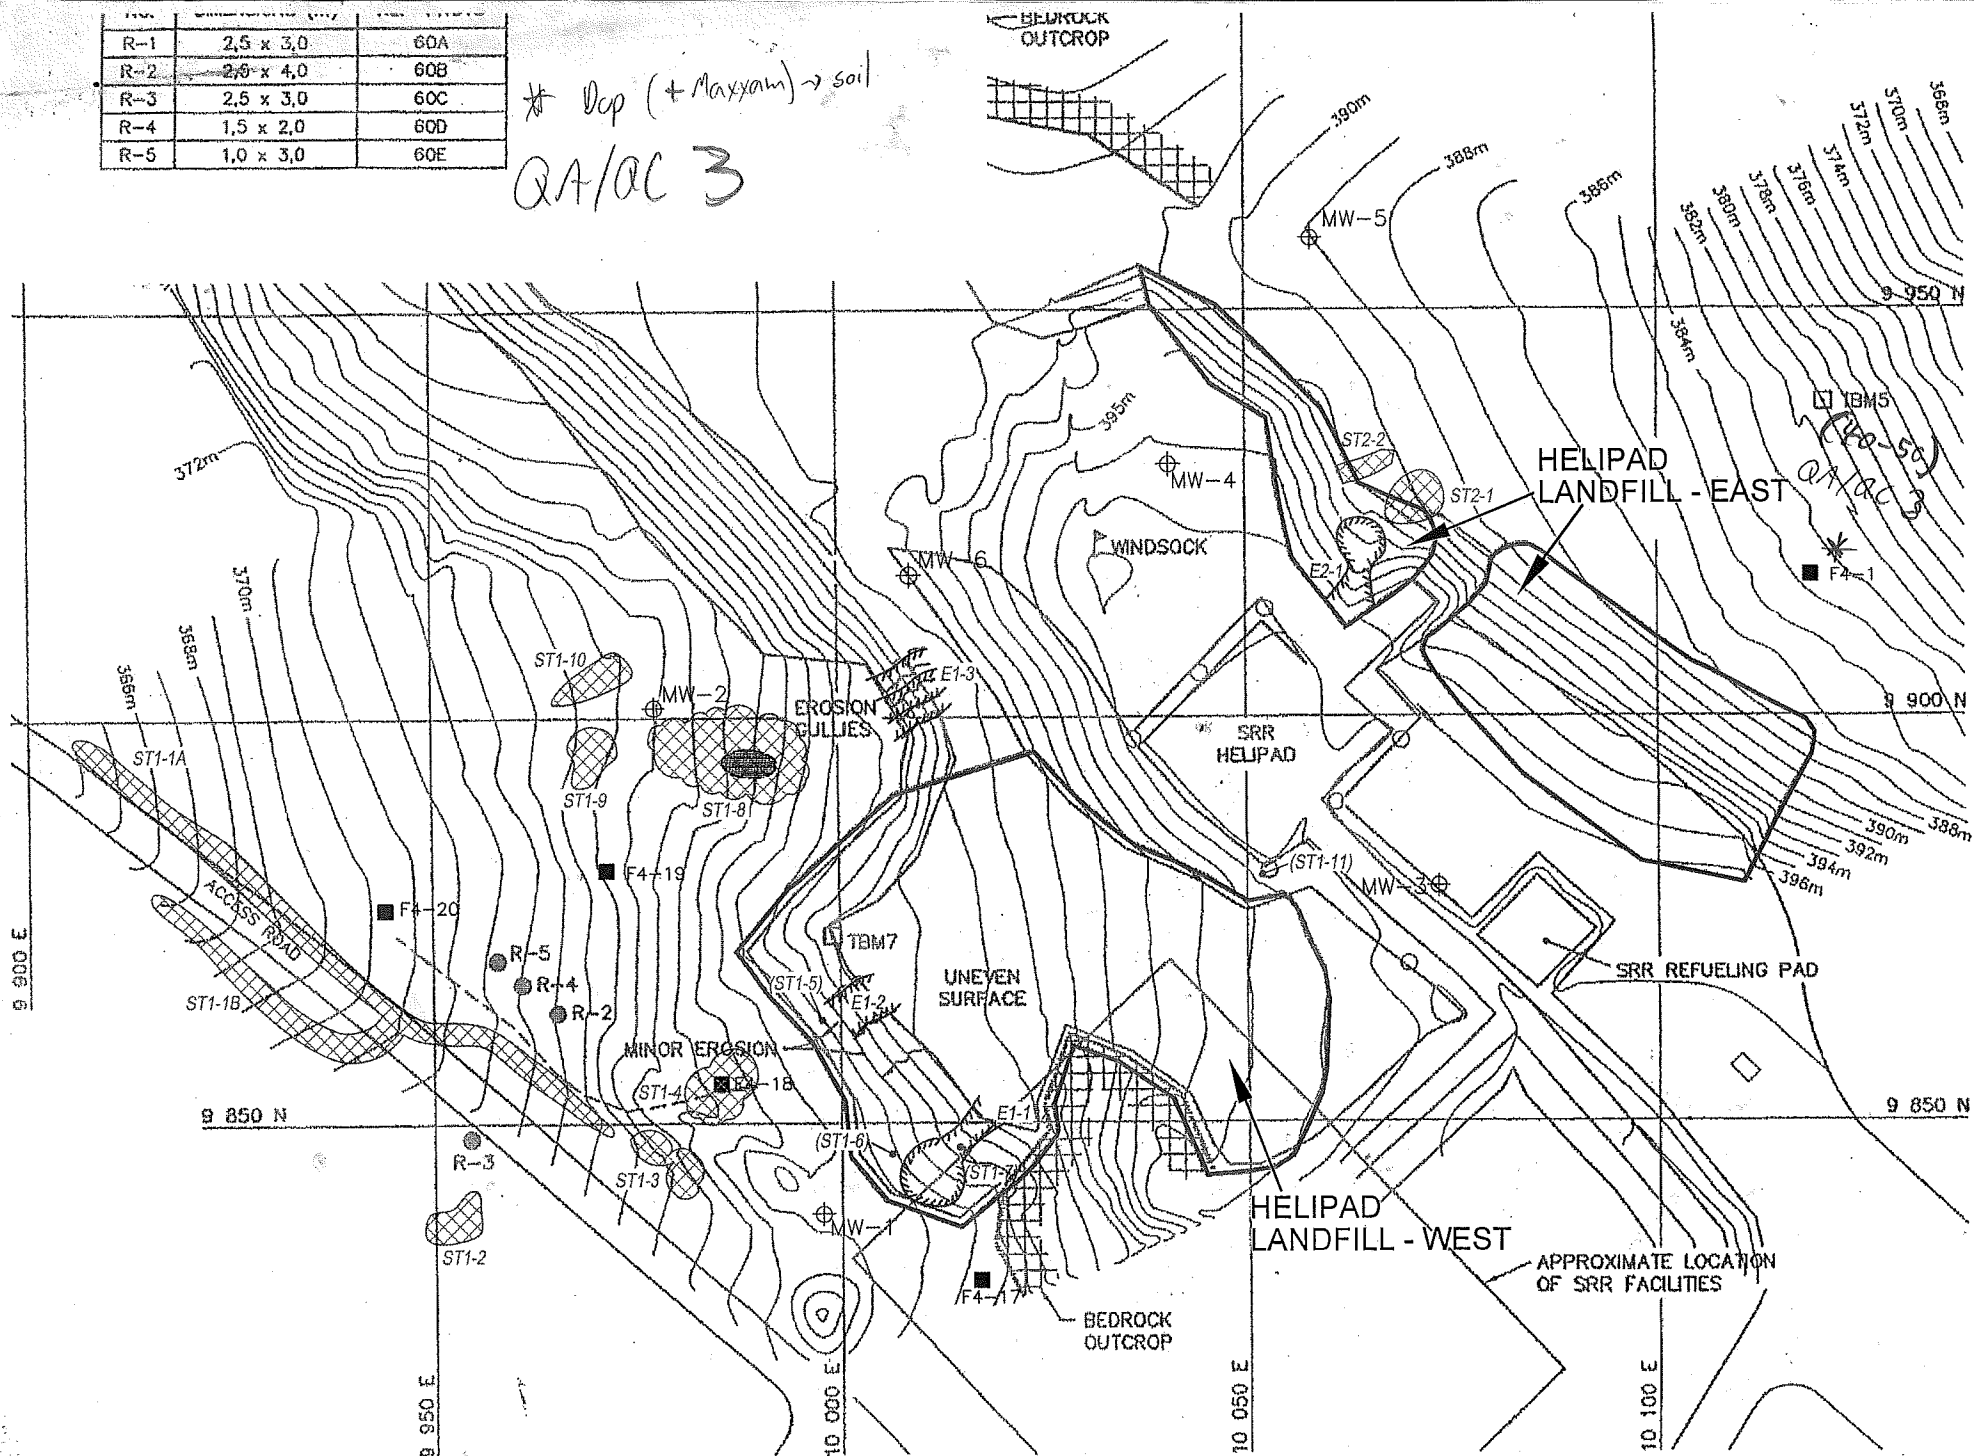 R-1 2,5 x 3,0 60A
R-2 2,0 x 4,0 60B
R-3 2,5 x 3,0 60C
R-4 1,5 x 2,0 60D
R-5 1,0 x 3,0 60E
* Dup (+ Maxxam) → soil
QA/QC 3
BEDROCK
OUTCROP
390m
388m
386m
372m
370m
368m
374m
376m
378m
380m
382m
384m
MW-5
9 950 N
TBM5
(40-50)
QA/QC 3
F4-1
395m
ST2-2
ST2-1
HELIPAD
LANDFILL - EAST
MW-4
WINDSOCK
E2-1
MW-6
372m
370m
368m
366m
ST1-10
MW-2
EROSION
GULLIES
E1-3
SRR
HELIPAD
9 900 N
ST1-1A
ST1-9
ST1-8
390m
388m
392m
394m
396m
(ST1-11)
MW-3
F4-19
F4-20
ACCESS ROAD
9 900 E
ST1-1B
R-5
R-4
R-2
TBM7
(ST1-5)
E1-2
UNEVEN
SURFACE
SRR REFUELING PAD
MINOR EROSION
F4-18
ST1-4
9 850 N
E1-1
9 850 N
(ST1-6)
(ST1-7)
R-3
ST1-3
ST1-2
MW-1
HELIPAD
LANDFILL - WEST
APPROXIMATE LOCATION
OF SRR FACILITIES
F4-17
BEDROCK
OUTCROP
9 950 E
10 000 E
10 050 E
10 100 E